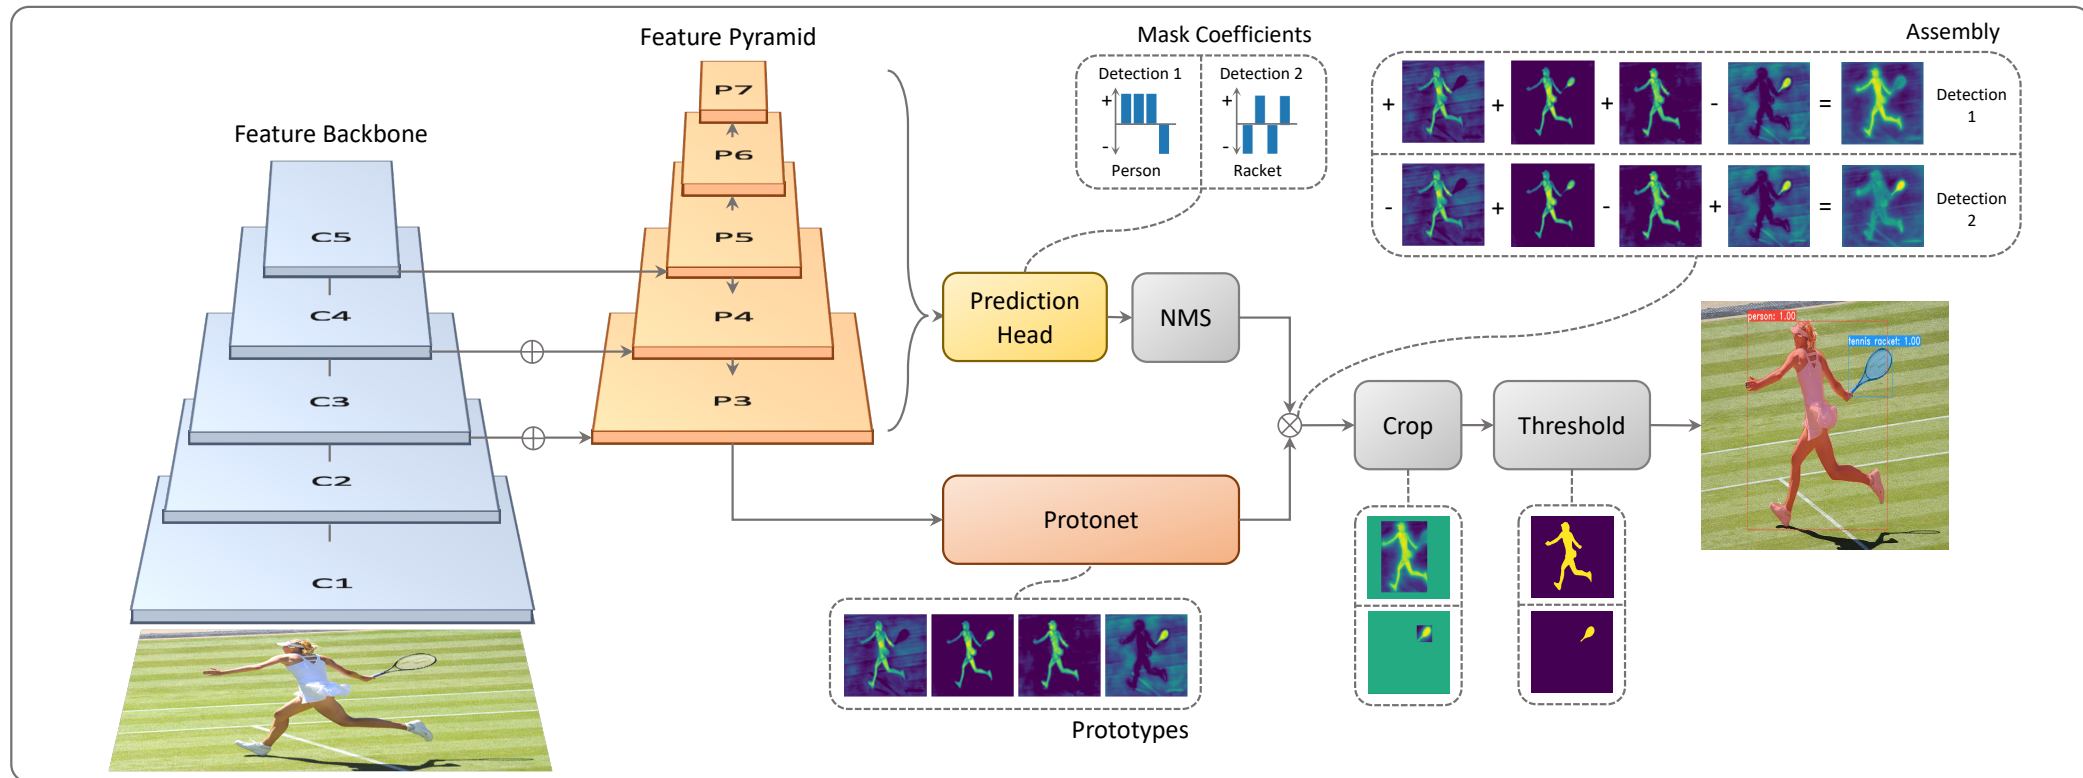 Feature Backbone
C5
C4
C3
C2
C1
Feature Pyramid
P7
P6
P5
P4
P3
Mask Coefficients
Detection 1
+
-
Person
Detection 2
+
-
Racket
Assembly
+ + + - =
Detection
1
- + - + =
Detection
2
Prediction
Head
NMS
Crop
Threshold
Protonet
Prototypes
person: 1.00
tennis racket: 1.00